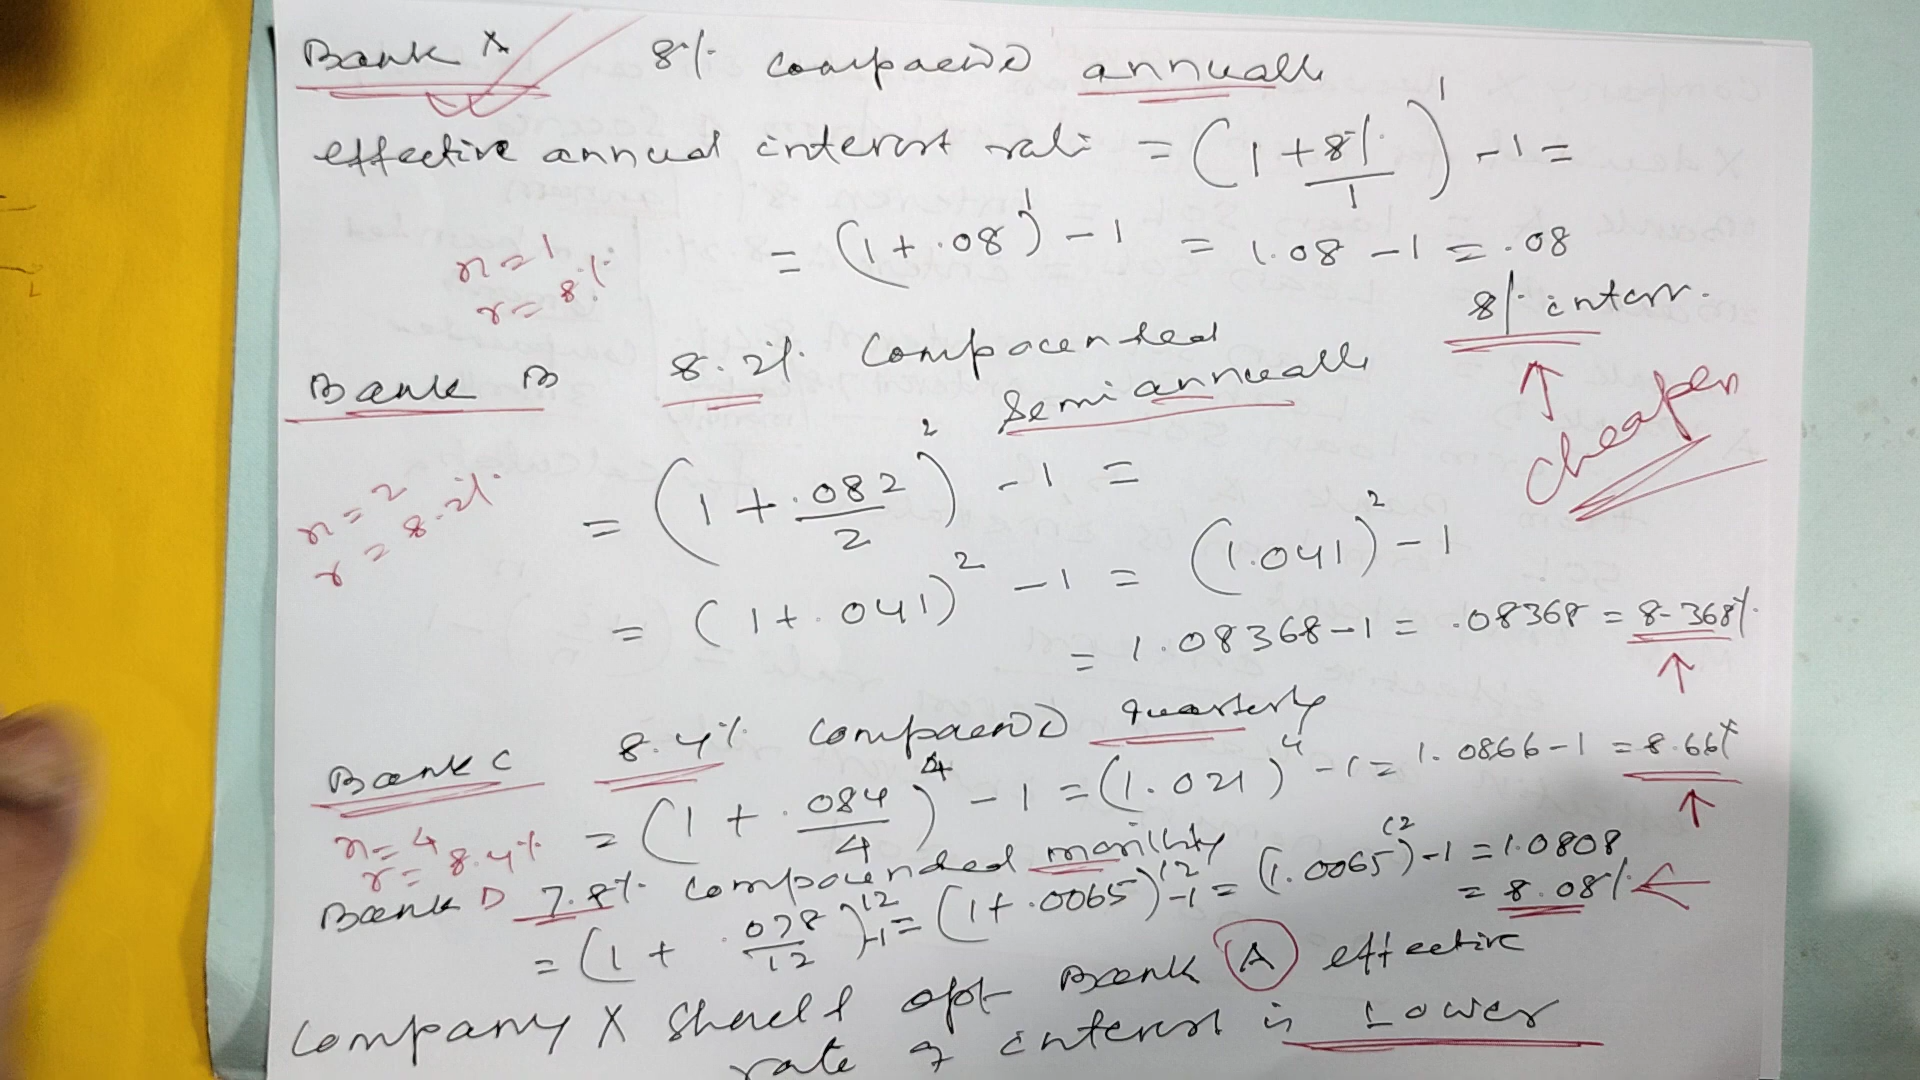 Bank A 8% compound annuall
effective annual interest rate = (1 + 8%/1)^1 - 1 =
n = 1
r = 8%
= (1 + .08)^1 - 1 = 1.08 - 1 = .08
8% interr.
cheaper
Bank B 8.2% Compounded
Semi annuall
n = 2
r = 8.2%
= (1 + .082/2)^2 - 1 =
= (1 + .041)^2 - 1 = (1.041)^2 - 1
= 1.08368 - 1 = .08368 = 8.368%
Bank C 8.4% compound quarterly
n = 4
r = 8.4%
= (1 + .084/4)^4 - 1 = (1.021)^4 - 1 = 1.0866 - 1 = 8.66%
Bank D 7.8% compounded monthly
= (1 + .078/12)^12 - 1 = (1 + .0065)^12 - 1 = (1.0065)^12 - 1 = 1.0808
= 8.08%
Company X should opt Bank A effective
rate of interest is Lower